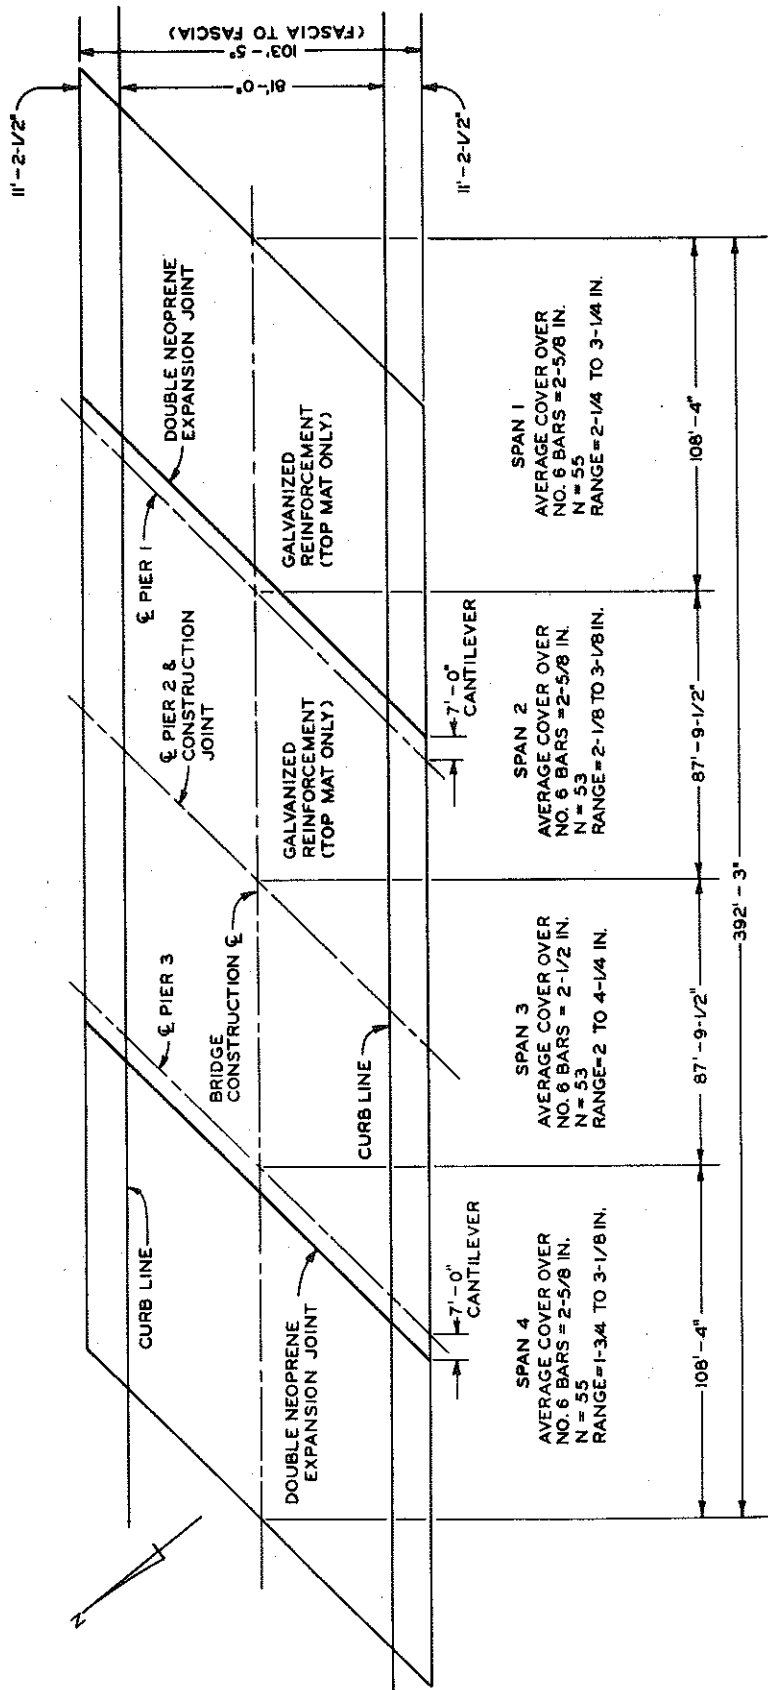 N
11'-2-1/2"
103'-5"
(FASCIA TO FASCIA)
81'-0"
11'-2-1/2"
CURB LINE
℄ PIER 3
℄ PIER 2 &
CONSTRUCTION
JOINT
℄ PIER 1
DOUBLE NEOPRENE
EXPANSION JOINT
DOUBLE NEOPRENE
EXPANSION JOINT
BRIDGE
CONSTRUCTION ℄
GALVANIZED
REINFORCEMENT
(TOP MAT ONLY)
GALVANIZED
REINFORCEMENT
(TOP MAT ONLY)
CURB LINE
7'-0"
CANTILEVER
7'-0"
CANTILEVER
SPAN 4
AVERAGE COVER OVER
NO. 6 BARS = 2-5/8 IN.
N = 55
RANGE=1-3/4 TO 3-1/8 IN.
SPAN 3
AVERAGE COVER OVER
NO. 6 BARS = 2-1/2 IN.
N = 53
RANGE=2 TO 4-1/4 IN.
SPAN 2
AVERAGE COVER OVER
NO. 6 BARS = 2-5/8 IN.
N = 53
RANGE=2-1/8 TO 3-1/8 IN.
SPAN 1
AVERAGE COVER OVER
NO. 6 BARS = 2-5/8 IN.
N = 55
RANGE=2-1/4 TO 3-1/4 IN.
108'-4"
87'-9-1/2"
87'-9-1/2"
108'-4"
392'-3"